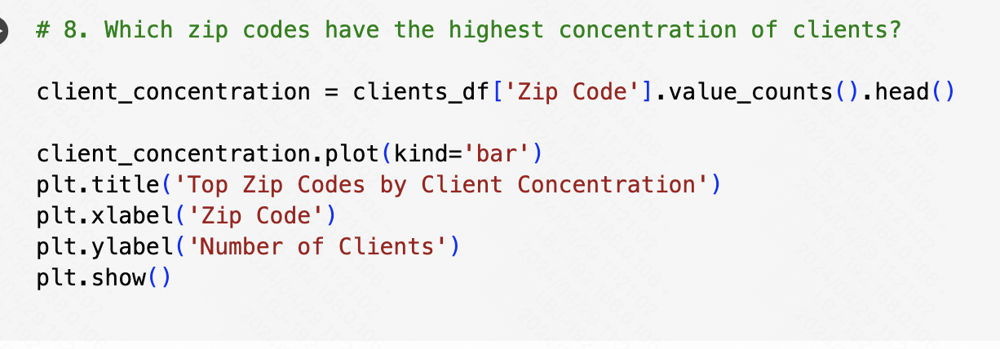 # 8. Which zip codes have the highest concentration of clients?
client_concentration = clients_df['Zip Code'].value_counts().head()
client_concentration.plot(kind='bar')
plt.title('Top Zip Codes by Client Concentration')
plt.xlabel('Zip Code')
plt.ylabel('Number of Clients')
plt.show()